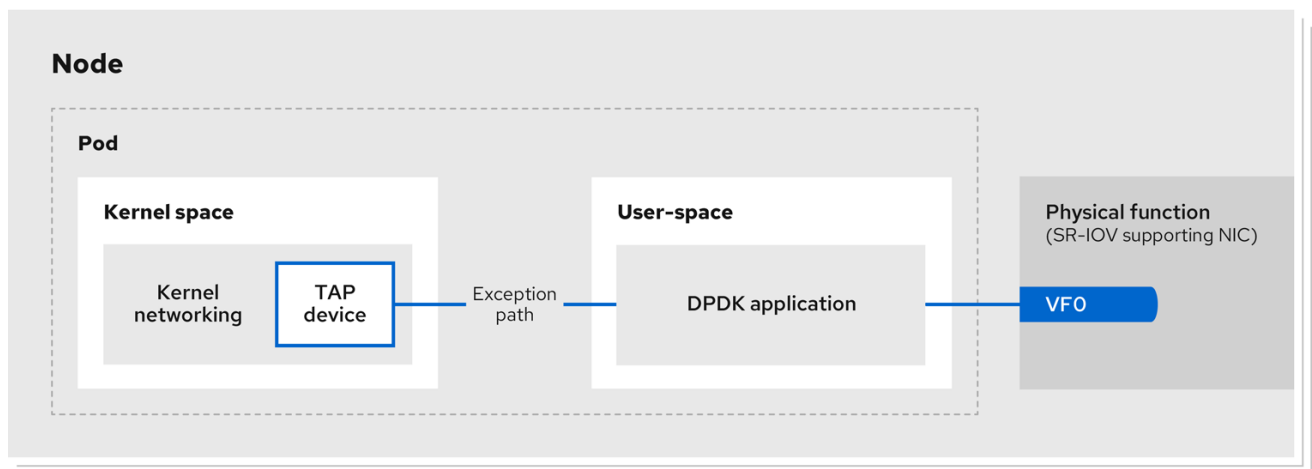 Node
Pod
Kernel space
Kernel
networking
TAP
device
Exception
path
User-space
DPDK application
Physical function
(SR-IOV supporting NIC)
VF0